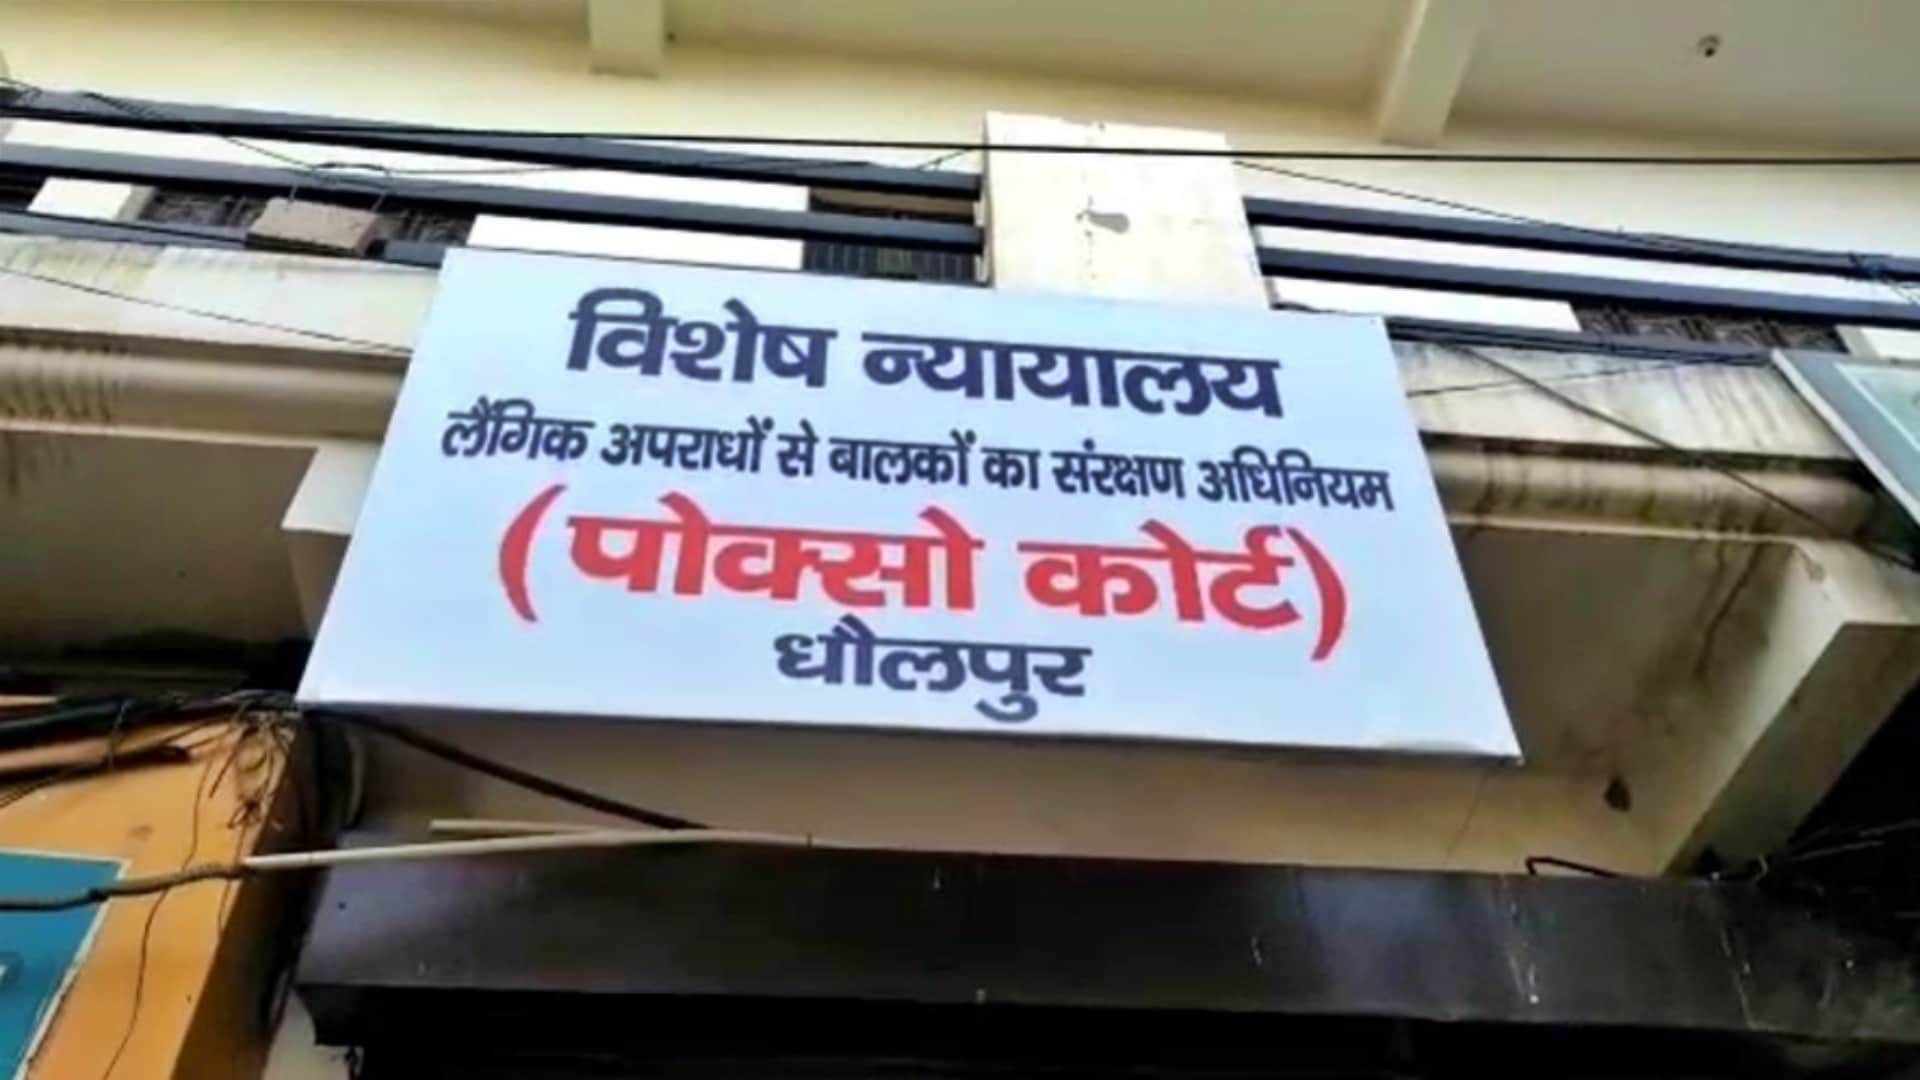 विशेष न्यायालय
लैंगिक अपराधों से बालकों का संरक्षण अधिनियम
(पोक्सो कोर्ट)
धौलपुर